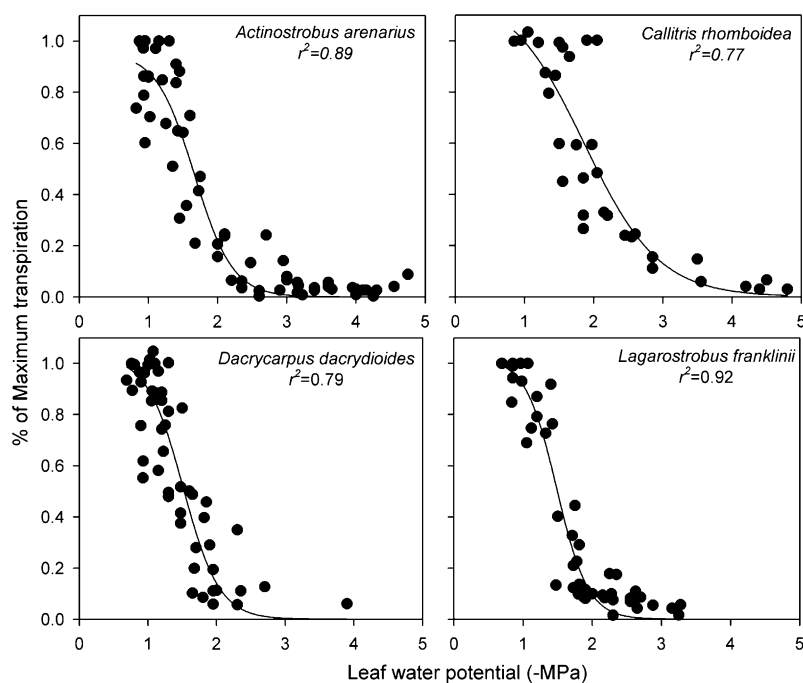 Actinostrobus arenarius
r2=0.89
Callitris rhomboidea
r2=0.77
1.0
0.8
0.6
0.4
0.2
0.0
0 1 2 3 4 5
0 1 2 3 4 5
% of Maximum transpiration
Dacrycarpus dacrydioides
r2=0.79
Lagarostrobus franklinii
r2=0.92
1.0
0.8
0.6
0.4
0.2
0.0
0 1 2 3 4 5
0 1 2 3 4 5
Leaf water potential (-MPa)